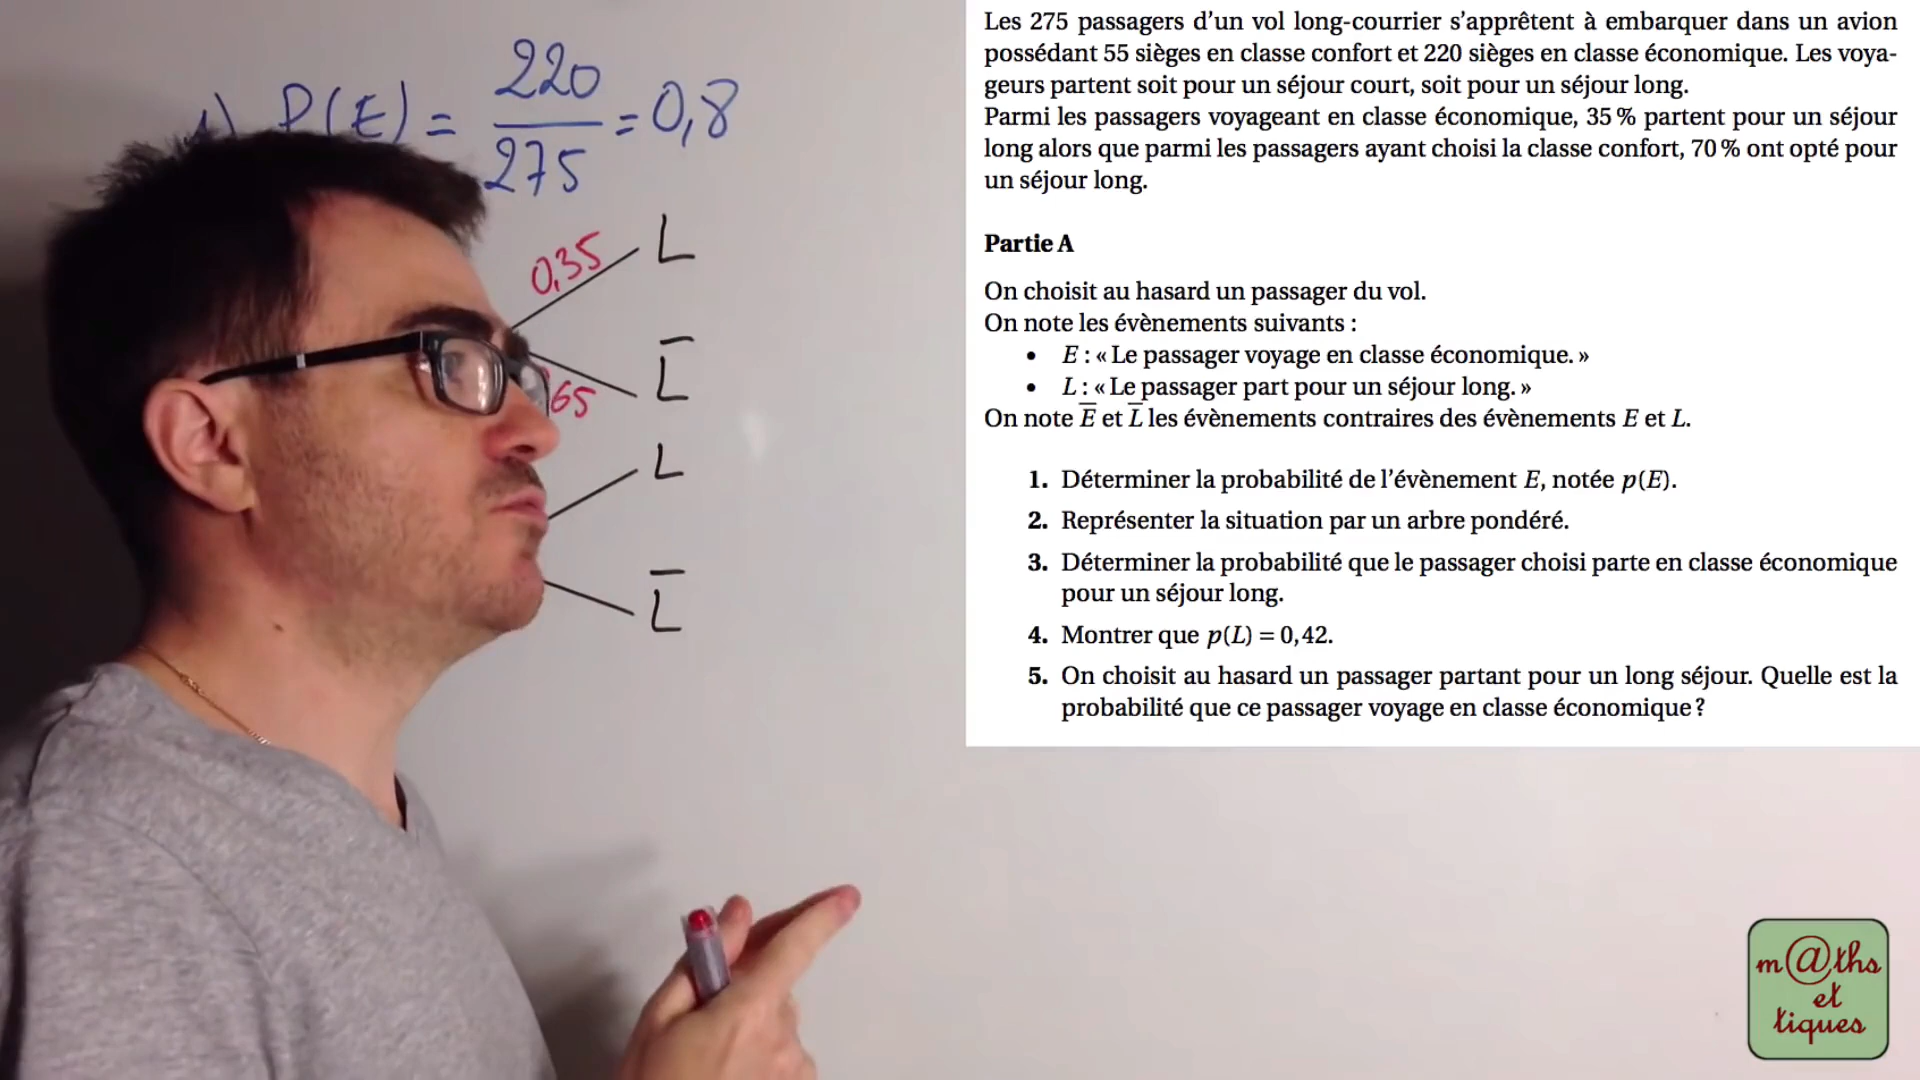 1) P(E) = 220/275 = 0,8
0,35
L
L̅
65
L
L̅
Les 275 passagers d’un vol long-courrier s’apprêtent à embarquer dans un avion
possédant 55 sièges en classe confort et 220 sièges en classe économique. Les voya-
geurs partent soit pour un séjour court, soit pour un séjour long.
Parmi les passagers voyageant en classe économique, 35 % partent pour un séjour
long alors que parmi les passagers ayant choisi la classe confort, 70 % ont opté pour
un séjour long.
Partie A
On choisit au hasard un passager du vol.
On note les évènements suivants :
• E : « Le passager voyage en classe économique. »
• L : « Le passager part pour un séjour long. »
On note E̅ et L̅ les évènements contraires des évènements E et L.
1. Déterminer la probabilité de l’évènement E, notée p(E).
2. Représenter la situation par un arbre pondéré.
3. Déterminer la probabilité que le passager choisi parte en classe économique
pour un séjour long.
4. Montrer que p(L) = 0,42.
5. On choisit au hasard un passager partant pour un long séjour. Quelle est la
probabilité que ce passager voyage en classe économique ?
m@ths
et
tiques